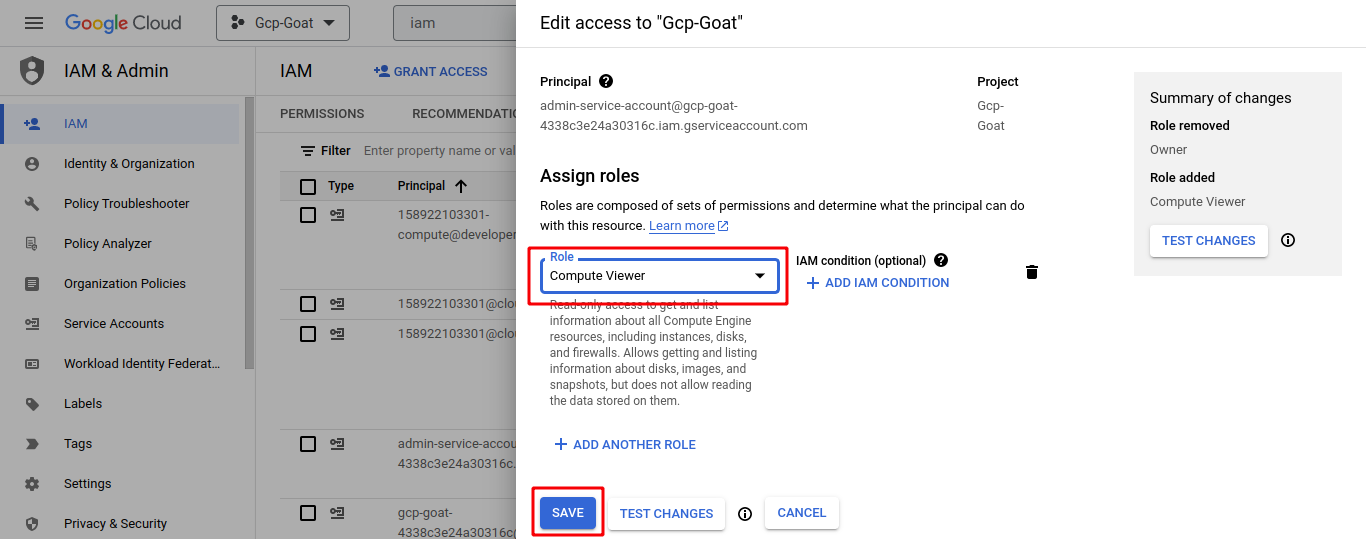 Google Cloud
Gcp-Goat
iam
IAM & Admin
IAM
Identity & Organization
Policy Troubleshooter
Policy Analyzer
Organization Policies
Service Accounts
Workload Identity Federat...
Labels
Tags
Settings
Privacy & Security
IAM
GRANT ACCESS
PERMISSIONS
RECOMMENDATIO
Filter
Enter property name or val
Type
Principal
158922103301-
compute@developer
158922103301@clo
158922103301@clou
admin-service-accou
4338c3e24a30316c.
gcp-goat-
4338c3e24a30316c@
Edit access to "Gcp-Goat"
Principal
admin-service-account@gcp-goat-
4338c3e24a30316c.iam.gserviceaccount.com
Project
Gcp-
Goat
Assign roles
Roles are composed of sets of permissions and determine what the principal can do
with this resource. Learn more
Role
Compute Viewer
Read-only access to get and list
information about all Compute Engine
resources, including instances, disks,
and firewalls. Allows getting and listing
information about disks, images, and
snapshots, but does not allow reading
the data stored on them.
IAM condition (optional)
ADD IAM CONDITION
ADD ANOTHER ROLE
SAVE
TEST CHANGES
CANCEL
Summary of changes
Role removed
Owner
Role added
Compute Viewer
TEST CHANGES